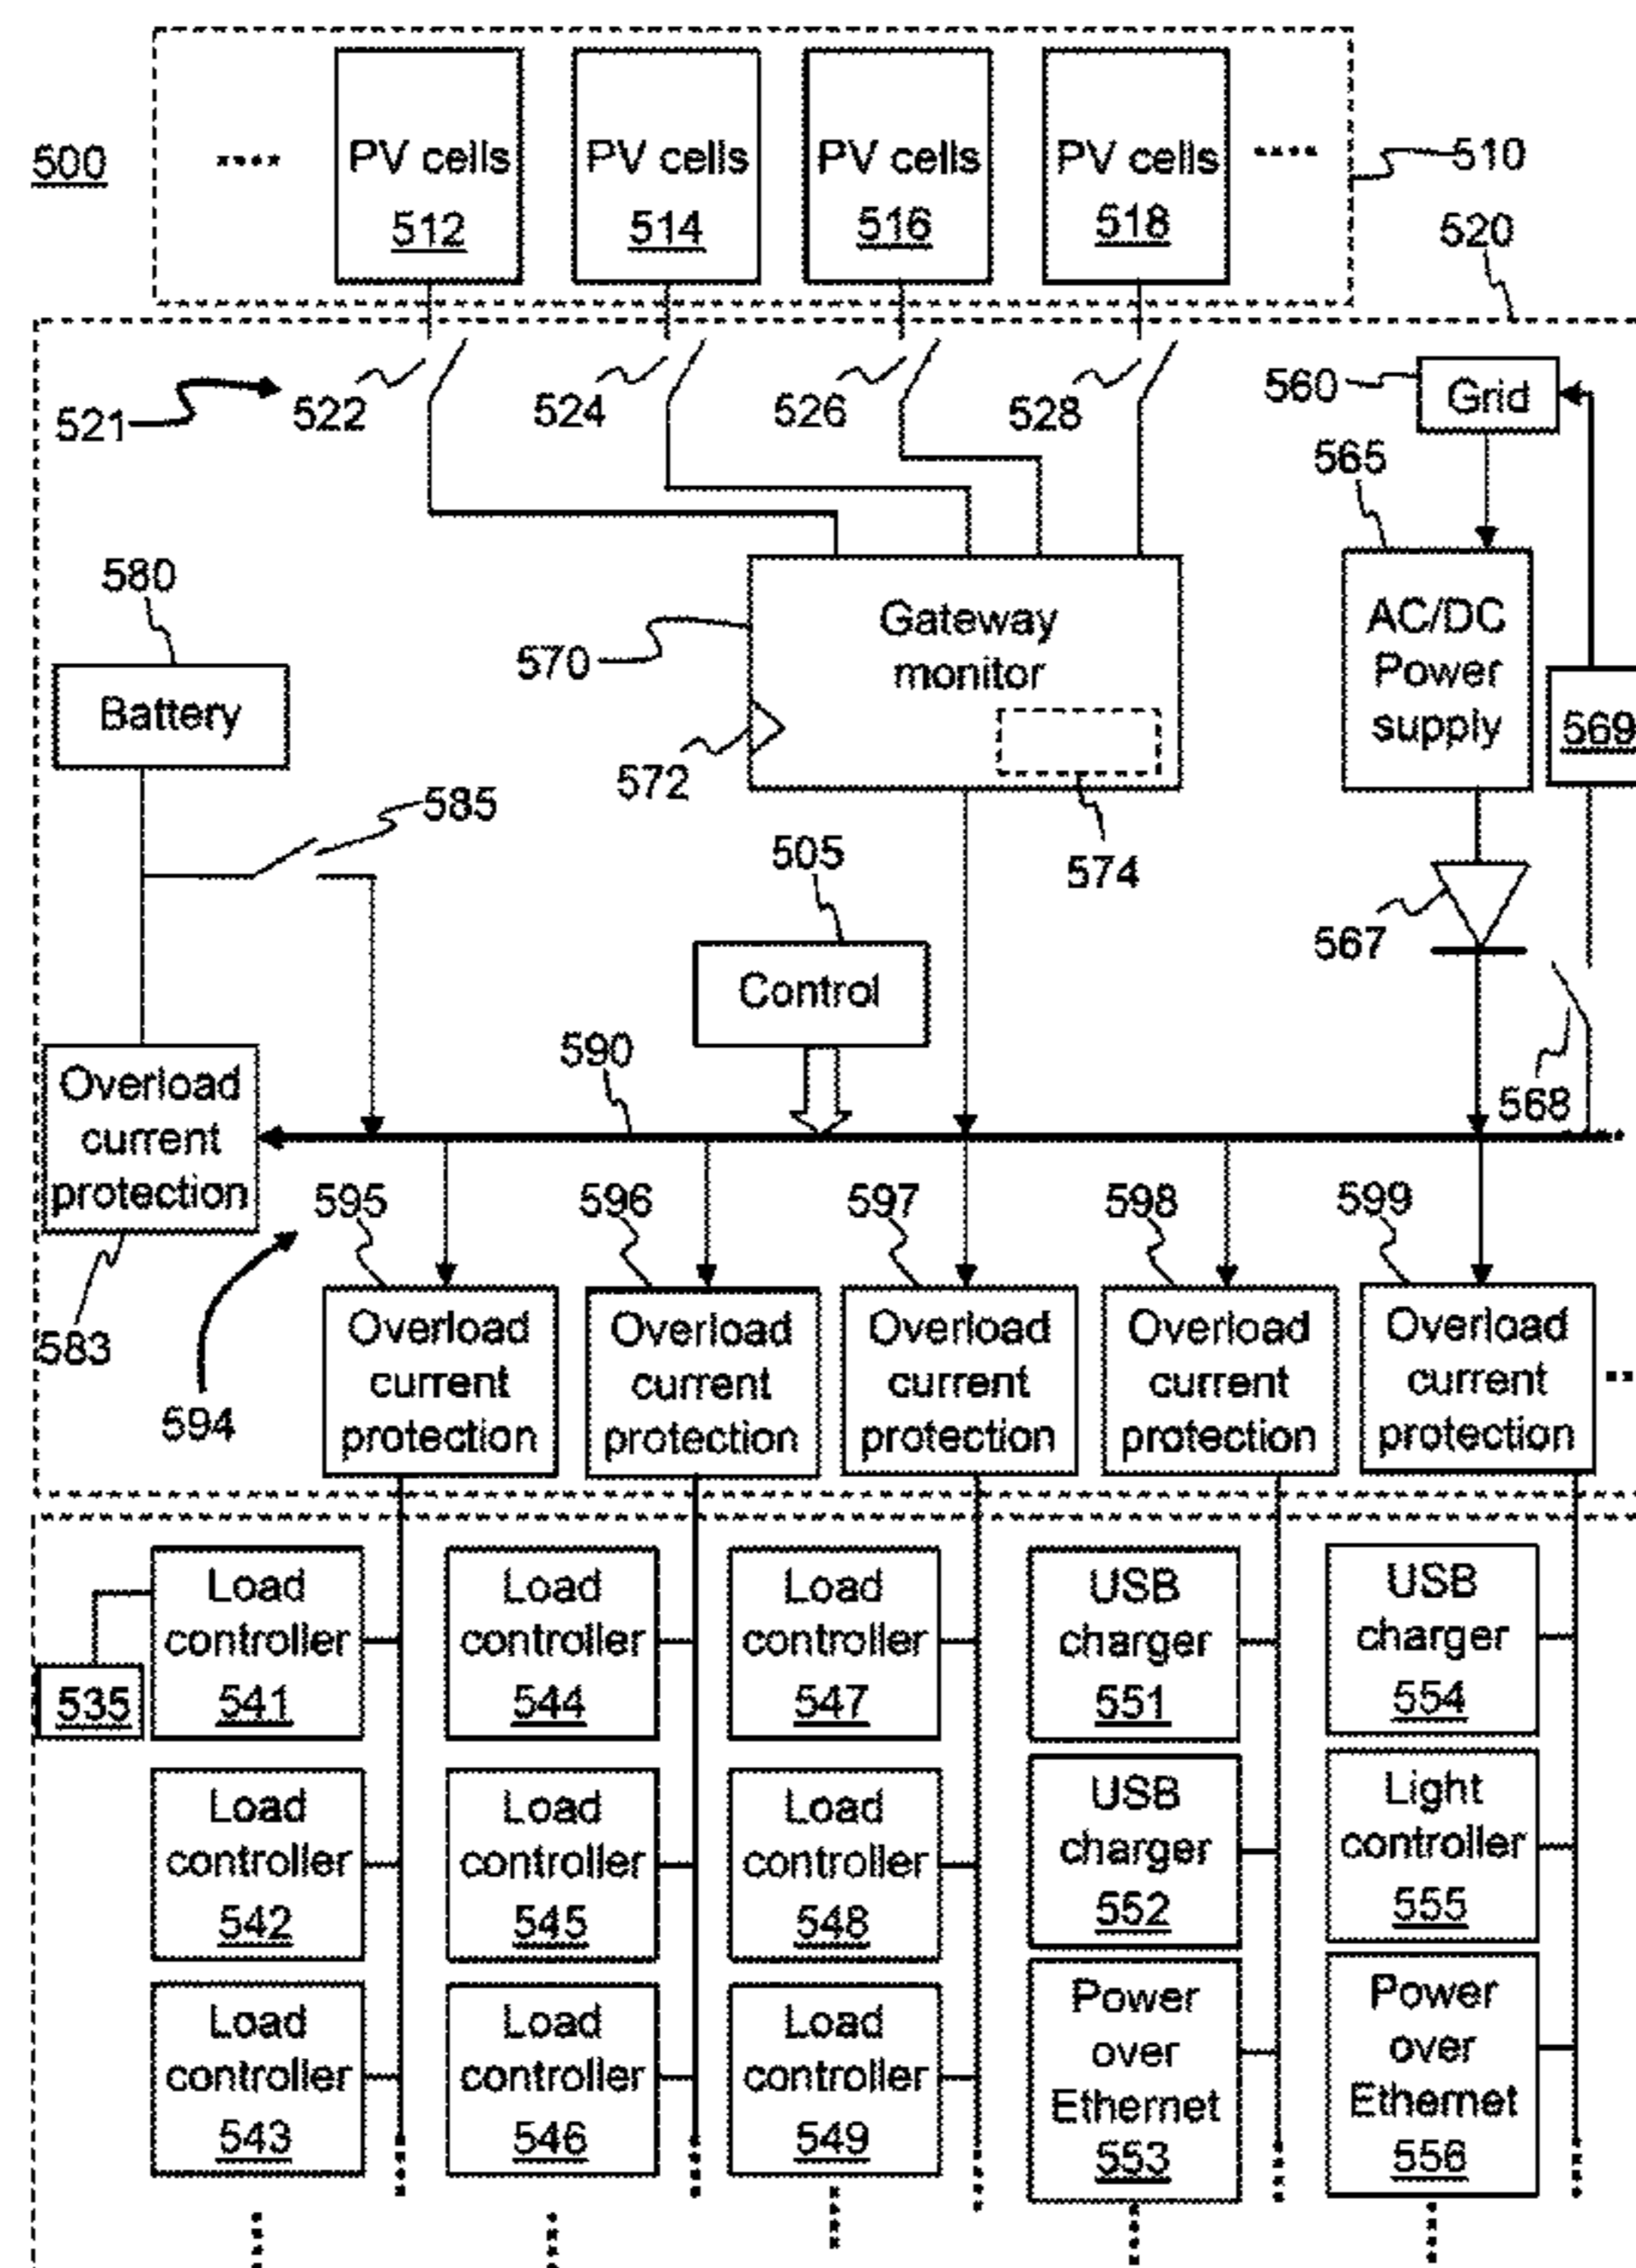 500
PV cells
512
PV cells
514
PV cells
516
PV cells
518
510
520
521
522
524
526
528
560
Grid
565
AC/DC
Power
supply
569
567
568
570
Gateway
monitor
572
574
580
Battery
585
505
Control
590
Overload
current
protection
583
594
595
596
597
598
599
Overload
current
protection
Overload
current
protection
Overload
current
protection
Overload
current
protection
Overload
current
protection
535
Load
controller
541
Load
controller
544
Load
controller
547
USB
charger
551
USB
charger
554
Load
controller
542
Load
controller
545
Load
controller
548
USB
charger
552
Light
controller
555
Load
controller
543
Load
controller
546
Load
controller
549
Power
over
Ethernet
553
Power
over
Ethernet
556